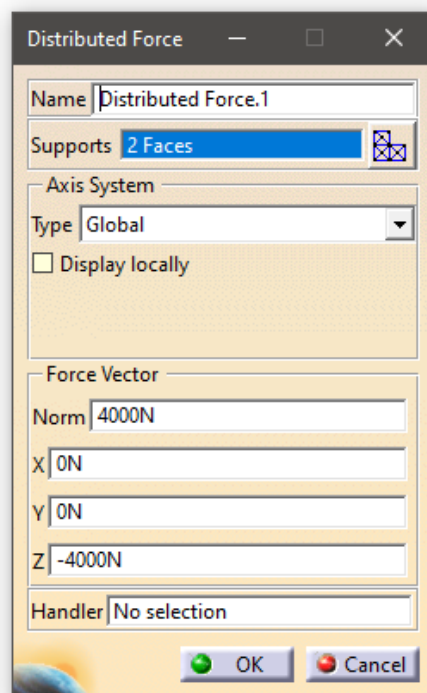 Distributed Force
Name Distributed Force.1
Supports 2 Faces
Axis System
Type Global
Display locally
Force Vector
Norm 4000N
X 0N
Y 0N
Z -4000N
Handler No selection
OK Cancel